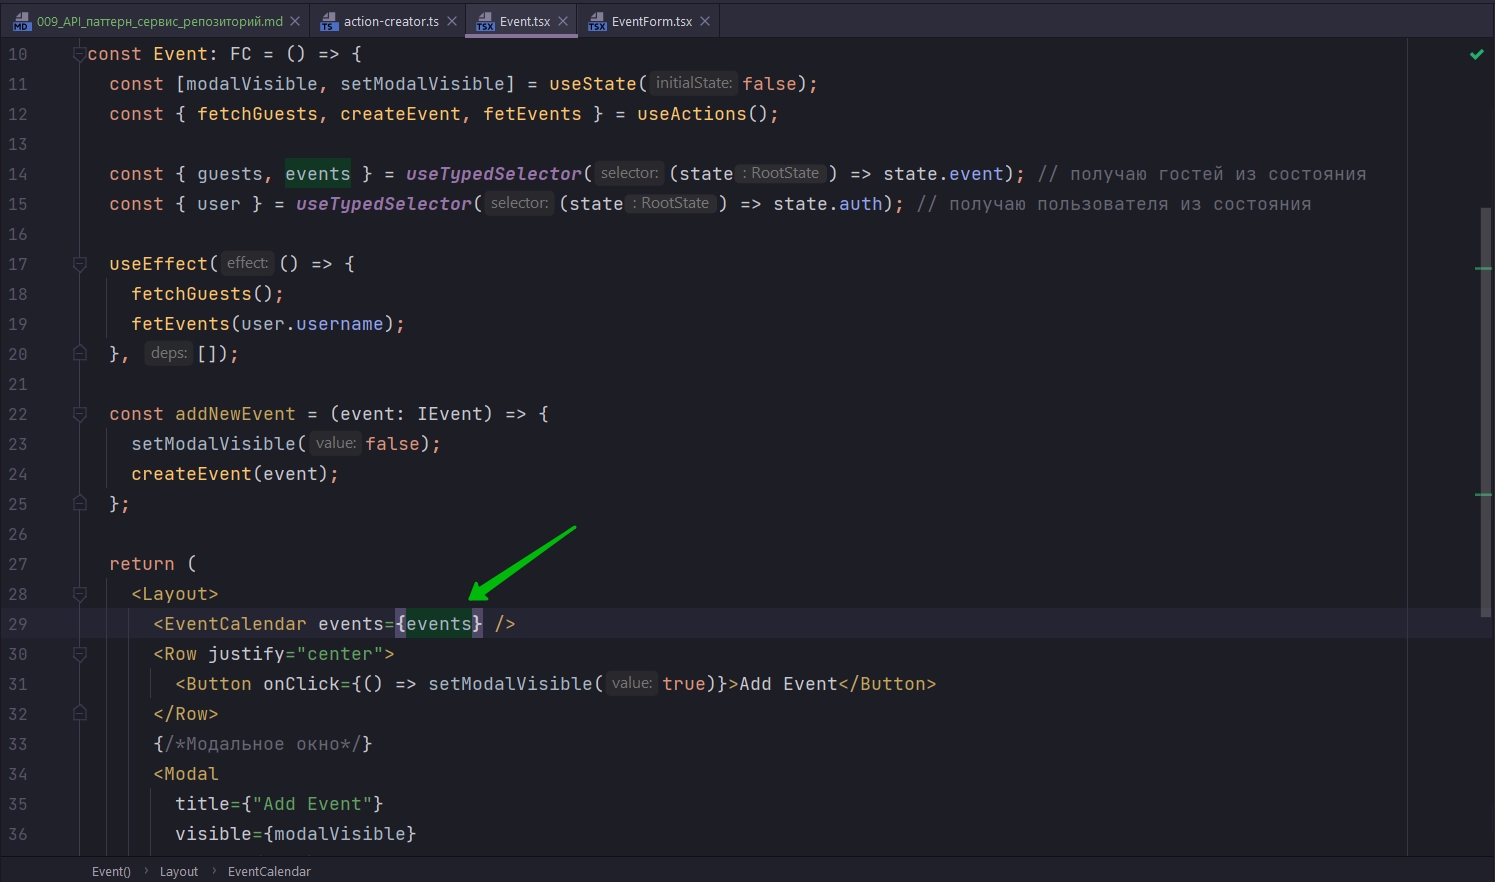 009_API_паттерн_сервис_репозиторий.md action-creator.ts Event.tsx EventForm.tsx
10 const Event: FC = () => {
11 const [modalVisible, setModalVisible] = useState( initialState: false);
12 const { fetchGuests, createEvent, fetEvents } = useActions();
13
14 const { guests, events } = useTypedSelector( selector: (state : RootState ) => state.event); // получаю гостей из состояния
15 const { user } = useTypedSelector( selector: (state : RootState ) => state.auth); // получаю пользователя из состояния
16
17 useEffect( effect: () => {
18 fetchGuests();
19 fetEvents(user.username);
20 }, deps: []);
21
22 const addNewEvent = (event: IEvent) => {
23 setModalVisible( value: false);
24 createEvent(event);
25 };
26
27 return (
28 <Layout>
29 <EventCalendar events={events} />
30 <Row justify="center">
31 <Button onClick={() => setModalVisible( value: true)}>Add Event</Button>
32 </Row>
33 {/*Модальное окно*/}
34 <Modal
35 title={"Add Event"}
36 visible={modalVisible}
Event() › Layout › EventCalendar